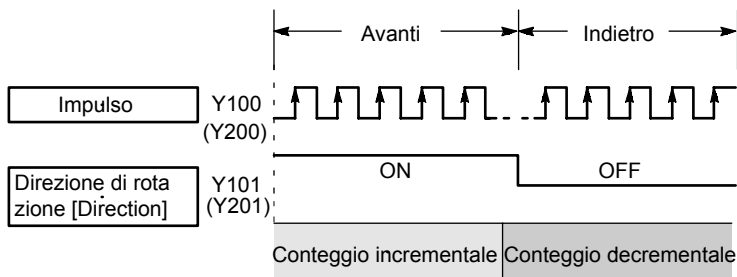 Avanti
Indietro
Impulso
Y100
(Y200)
ON
OFF
Direzione di rota
zione [Direction]
Y101
(Y201)
Conteggio incrementale
Conteggio decrementale